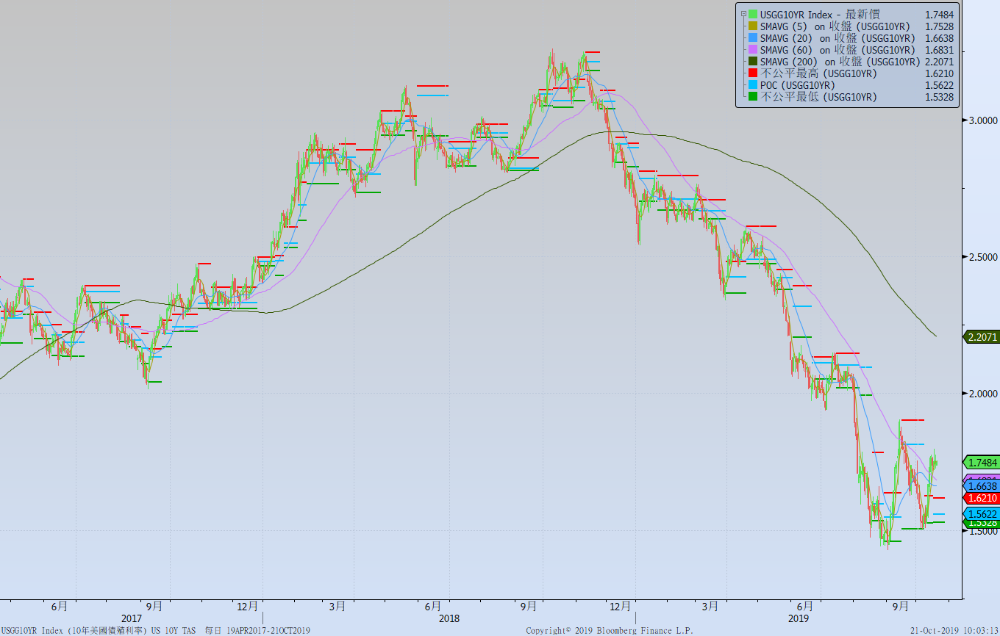 USGG10YR Index - 最新價 1.7484
SMAVG (5) on 收盤 (USGG10YR) 1.7528
SMAVG (20) on 收盤 (USGG10YR) 1.6638
SMAVG (60) on 收盤 (USGG10YR) 1.6831
SMAVG (200) on 收盤 (USGG10YR) 2.2071
不公平最高 (USGG10YR) 1.6210
POC (USGG10YR) 1.5622
不公平最低 (USGG10YR) 1.5328
3.0000
2.5000
2.2071
2.0000
1.7484
1.6638
1.6210
1.5622
1.5328
1.5000
6月 9月 12月 3月 6月 9月 12月 3月 6月 9月
2017 2018 2019
USGG10YR Index (10年美國債殖利率) US 10Y TAS 每日 19APR2017-21OCT2019 Copyright© 2019 Bloomberg Finance L.P. 21-Oct-2019 10:03:13